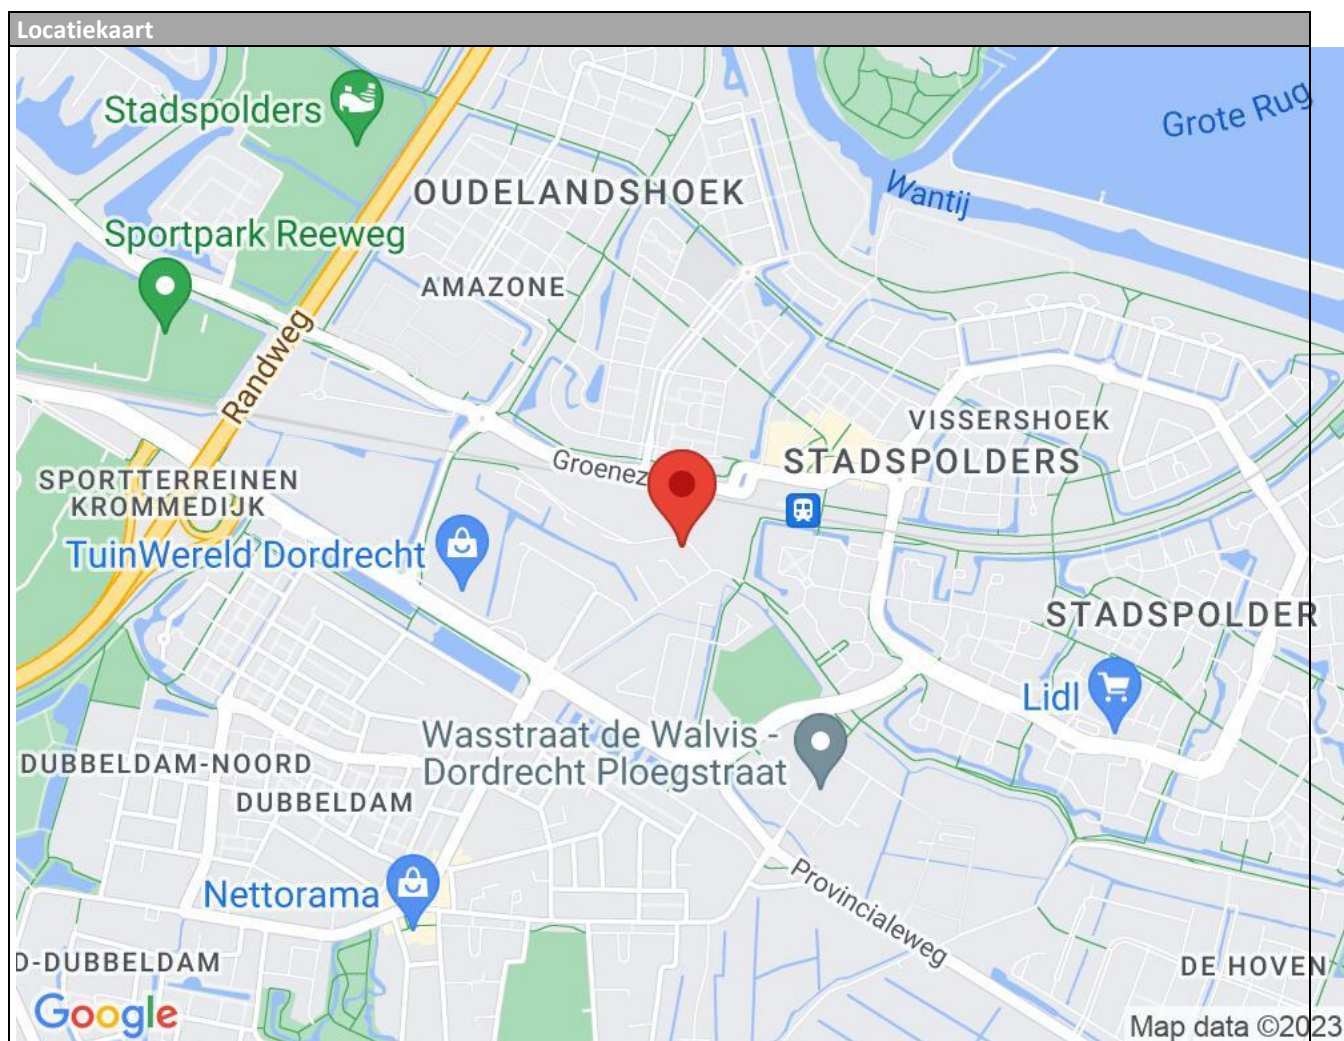 Locatiekaart
Stadspolders
Grote Rug
OUDELANDSHOEK
Wantij
Sportpark Reeweg
AMAZONE
Randweg
VISSERSHOEK
Groenez
STADSPOLDERS
SPORTTERREINEN
KROMMEDIJK
TuinWereld Dordrecht
STADSPOLDER
Lidl
Wasstraat de Walvis -
Dordrecht Ploegstraat
DUBBELDAM-NOORD
DUBBELDAM
Nettorama
Provincialeweg
D-DUBBELDAM
DE HOVEN
Google
Map data ©2023